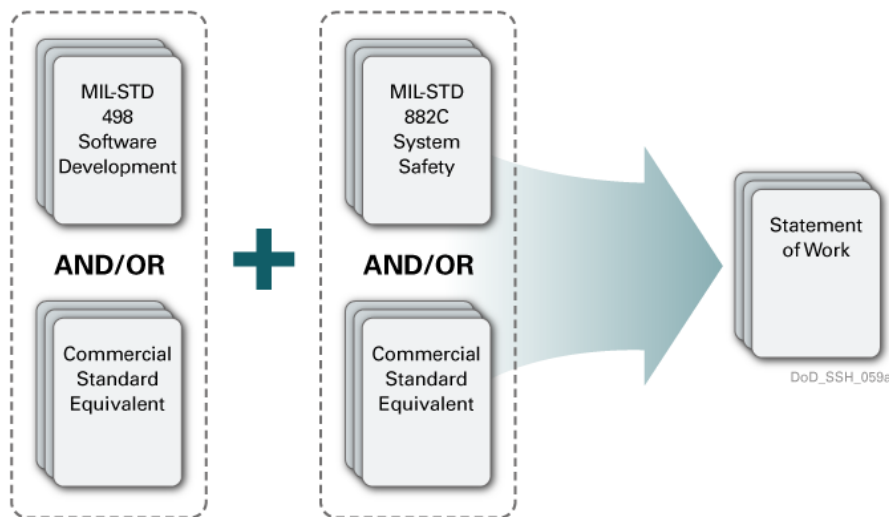 MIL-STD
498
Software
Development
AND/OR
Commercial
Standard
Equivalent
MIL-STD
882C
System
Safety
AND/OR
Commercial
Standard
Equivalent
Statement
of Work
DoD_SSH_059a